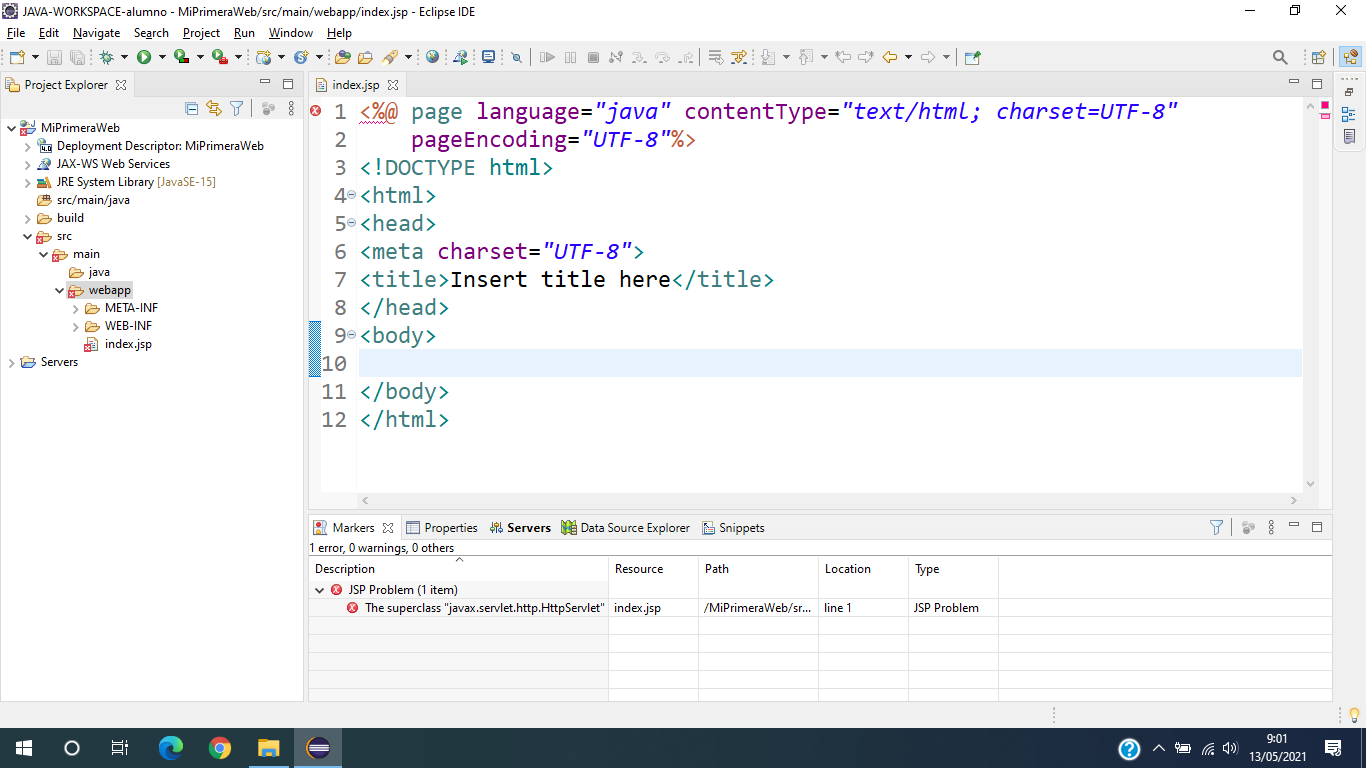 JAVA-WORKSPACE-alumno - MiPrimeraWeb/src/main/webapp/index.jsp - Eclipse IDE
File Edit Navigate Search Project Run Window Help
Project Explorer
MiPrimeraWeb
Deployment Descriptor: MiPrimeraWeb
JAX-WS Web Services
JRE System Library [JavaSE-15]
src/main/java
build
src
main
java
webapp
META-INF
WEB-INF
index.jsp
Servers
index.jsp
1 <%@ page language="java" contentType="text/html; charset=UTF-8"
2 pageEncoding="UTF-8"%>
3 <!DOCTYPE html>
4 <html>
5 <head>
6 <meta charset="UTF-8">
7 <title>Insert title here</title>
8 </head>
9 <body>
10
11 </body>
12 </html>
Markers Properties Servers Data Source Explorer Snippets
1 error, 0 warnings, 0 others
Description Resource Path Location Type
JSP Problem (1 item)
The superclass "javax.servlet.http.HttpServlet" index.jsp /MiPrimeraWeb/sr... line 1 JSP Problem
9:01
13/05/2021